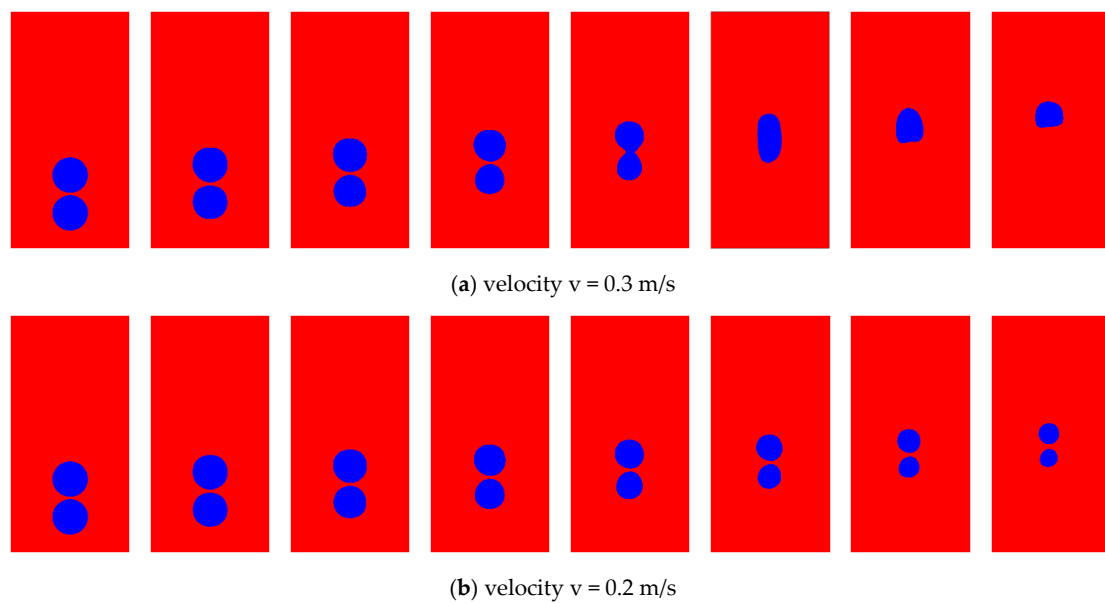 (a) velocity v = 0.3 m/s
(b) velocity v = 0.2 m/s